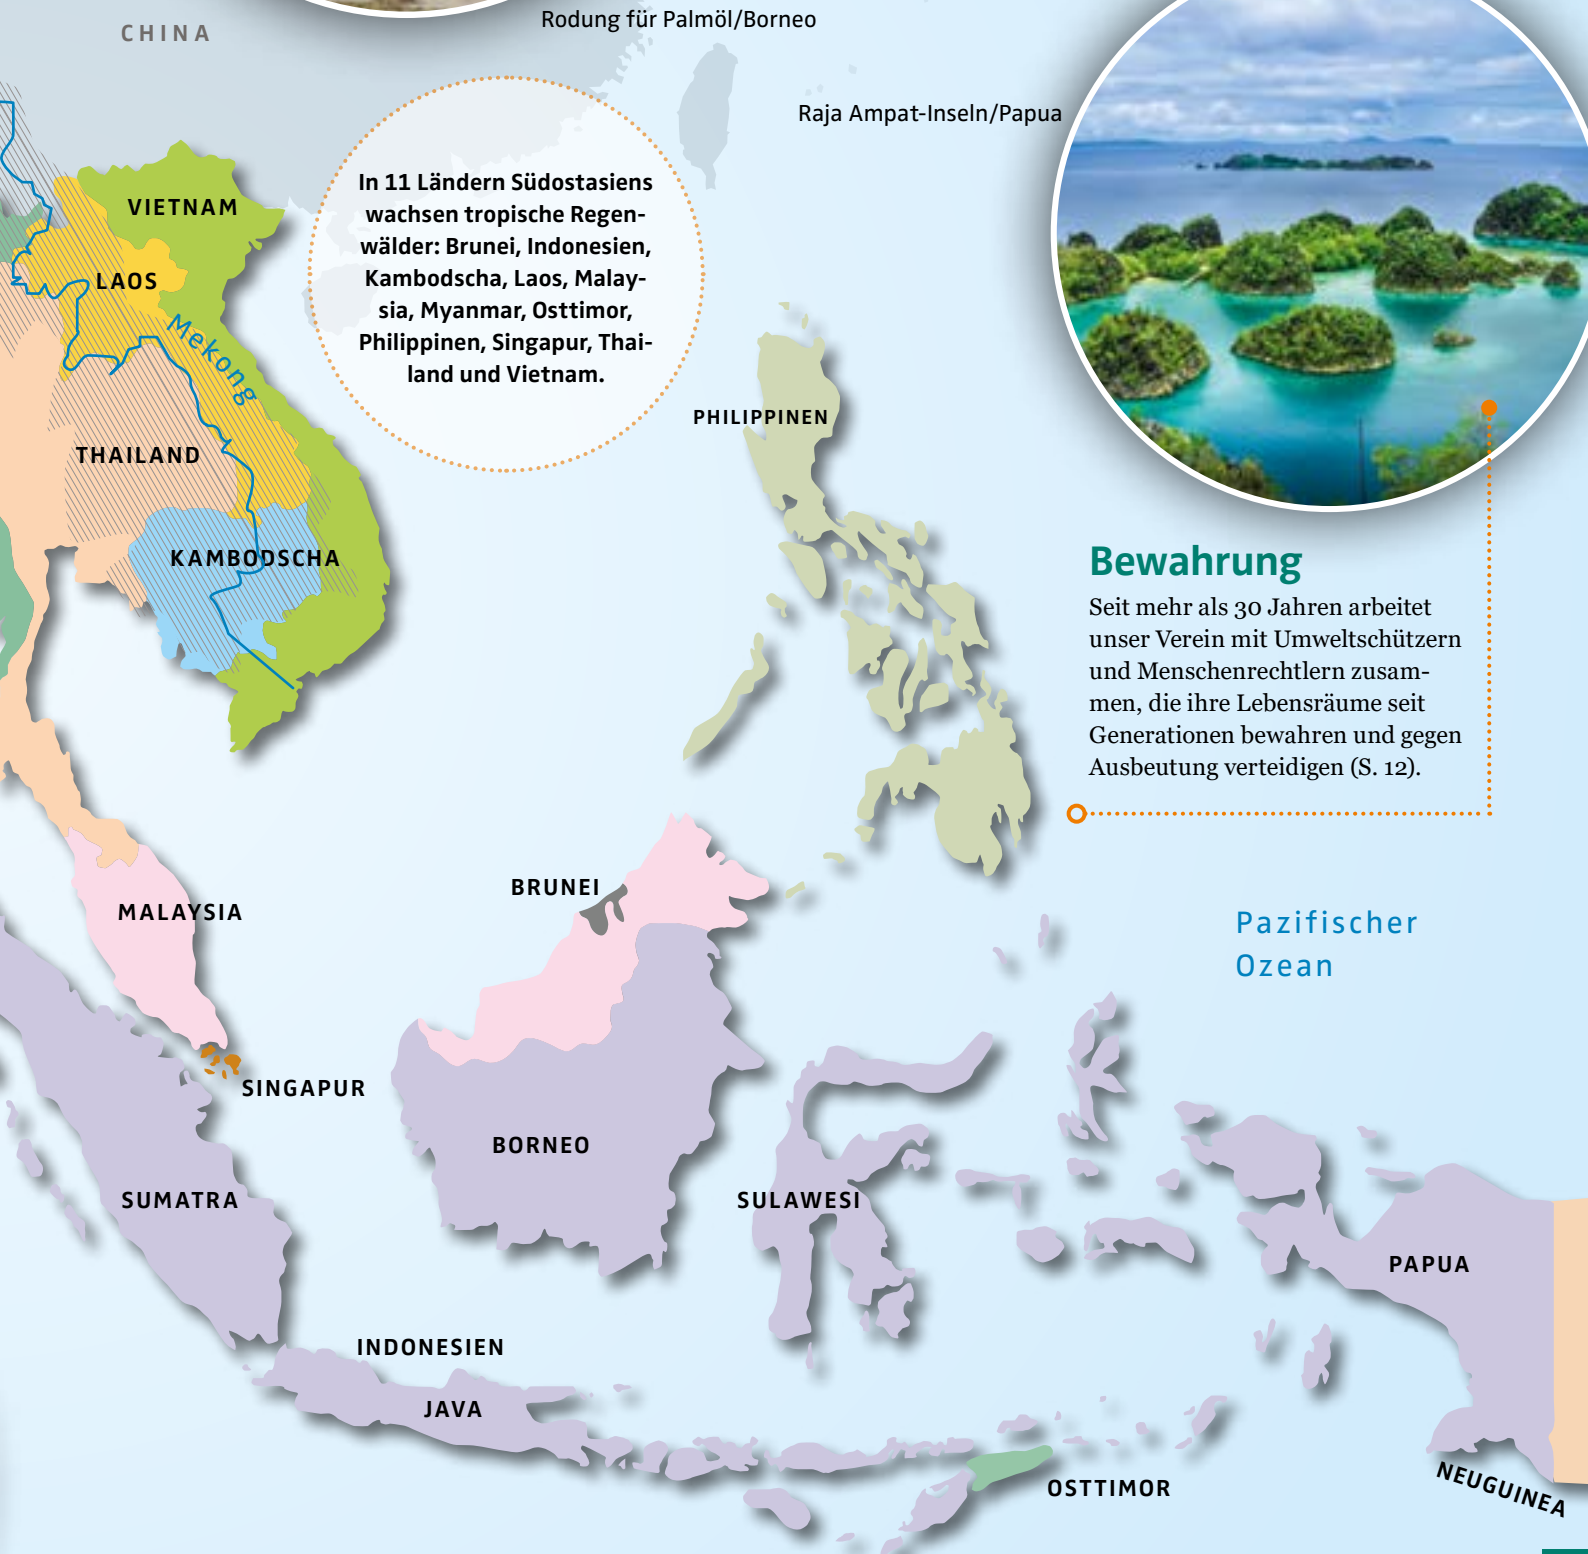 Rodung für Palmöl/Borneo
CHINA
Raja Ampat-Inseln/Papua
In 11 Ländern Südostasiens
wachsen tropische Regen-
wälder: Brunei, Indonesien,
Kambodscha, Laos, Malay-
sia, Myanmar, Osttimor,
Philippinen, Singapur, Thai-
land und Vietnam.
VIETNAM
LAOS
Mekong
THAILAND
KAMBODSCHA
PHILIPPINEN
Bewahrung
Seit mehr als 30 Jahren arbeitet
unser Verein mit Umweltschützern
und Menschenrechtlern zusam-
men, die ihre Lebensräume seit
Generationen bewahren und gegen
Ausbeutung verteidigen (S. 12).
BRUNEI
MALAYSIA
Pazifischer
Ozean
SINGAPUR
BORNEO
SUMATRA
SULAWESI
PAPUA
INDONESIEN
JAVA
OSTTIMOR
NEUGUINEA